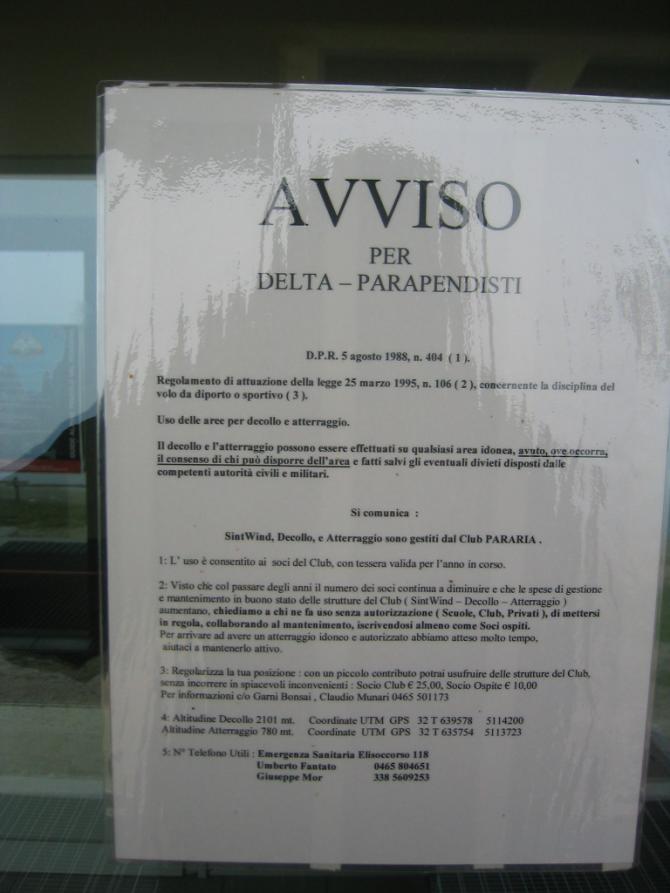 AVVISO
PER
DELTA – PARAPENDISTI
D.P.R. 5 agosto 1988, n. 404 ( 1 ).
Regolamento di attuazione della legge 25 marzo 1995, n. 106 ( 2 ), concernente la disciplina del
volo da diporto o sportivo ( 3 ).
Uso delle aree per decollo e atterraggio.
Il decollo e l'atterraggio possono essere effettuati su qualsiasi area idonea, avuto, ove occorra,
il consenso di chi può disporre dell'area e fatti salvi gli eventuali divieti disposti dalle
competenti autorità civili e militari.
Si comunica :
SintWind, Decollo, e Atterraggio sono gestiti dal Club PARARIA .
1: L' uso è consentito ai soci del Club, con tessera valida per l'anno in corso.
2: Visto che col passare degli anni il numero dei soci continua a diminuire e che le spese di gestione
e mantenimento in buono stato delle strutture del Club ( SintWind – Decollo – Atterraggio )
aumentano, chiediamo a chi ne fa uso senza autorizzazione ( Scuole, Club, Privati ), di mettersi
in regola, collaborando al mantenimento, iscrivendosi almeno come Soci ospiti.
Per arrivare ad avere un atterraggio idoneo e autorizzato abbiamo atteso molto tempo,
aiutaci a mantenerlo attivo.
3: Regolarizza la tua posizione : con un piccolo contributo potrai usufruire delle strutture del Club,
senza incorrere in spiacevoli inconvenienti : Socio Club € 25,00, Socio Ospite € 10,00
Per informazioni c/o Garni Bonsai , Claudio Munari 0465 501173
4: Altitudine Decollo 2101 mt. Coordinate UTM GPS 32 T 639578 5114200
Altitudine Atterraggio 780 mt. Coordinate UTM GPS 32 T 635754 5113723
5: N° Telefono Utili : Emergenza Sanitaria Elisoccorso 118
Umberto Fantato 0465 804651
Giuseppe Mor 338 5609253